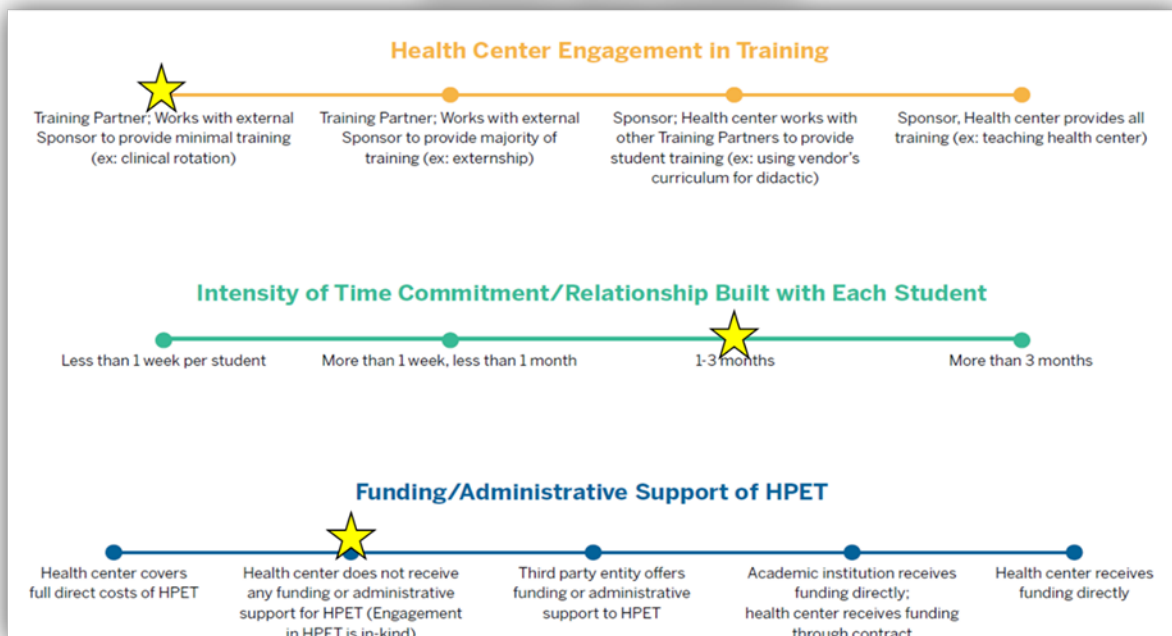 Health Center Engagement in Training
Training Partner; Works with external
Sponsor to provide minimal training
(ex: clinical rotation)
Training Partner; Works with external
Sponsor to provide majority of
training (ex: externship)
Sponsor; Health center works with
other Training Partners to provide
student training (ex: using vendor's
curriculum for didactic)
Sponsor, Health center provides all
training (ex: teaching health center)
Intensity of Time Commitment/Relationship Built with Each Student
Less than 1 week per student
More than 1 week, less than 1 month
1-3 months
More than 3 months
Funding/Administrative Support of HPET
Health center covers
full direct costs of HPET
Health center does not receive
any funding or administrative
support for HPET (Engagement
in HPET is in-kind)
Third party entity offers
funding or administrative
support to HPET
Academic institution receives
funding directly;
health center receives funding
through contract
Health center receives
funding directly